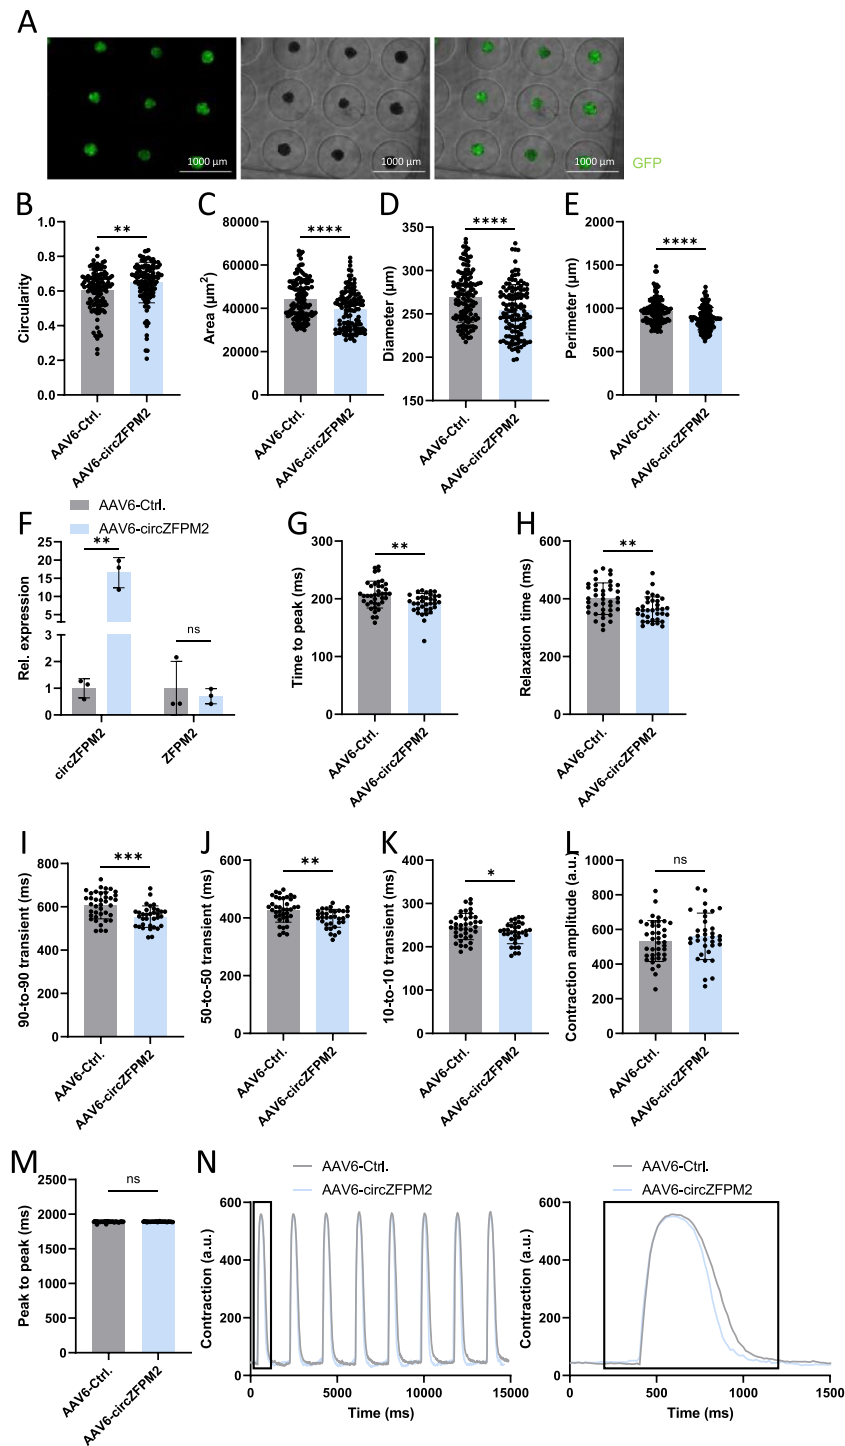 A
1000 µm
1000 µm
1000 µm
GFP
B
Circularity
1.0
0.8
0.6
0.4
0.2
0.0
**
AAV6-Ctrl.
AAV6-circZFPM2
C
Area (µm²)
80000
60000
40000
20000
0
****
AAV6-Ctrl.
AAV6-circZFPM2
D
Diameter (µm)
350
300
250
200
150
****
AAV6-Ctrl.
AAV6-circZFPM2
E
Perimeter (µm)
2000
1500
1000
500
0
****
AAV6-Ctrl.
AAV6-circZFPM2
F
AAV6-Ctrl.
AAV6-circZFPM2
Rel. expression
25
20
15
10
5
3
2
1
0
**
ns
circZFPM2
ZFPM2
G
Time to peak (ms)
300
200
100
0
**
AAV6-Ctrl.
AAV6-circZFPM2
H
Relaxation time (ms)
600
400
200
0
**
AAV6-Ctrl.
AAV6-circZFPM2
I
90-to-90 transient (ms)
800
600
400
200
0
***
AAV6-Ctrl.
AAV6-circZFPM2
J
50-to-50 transient (ms)
600
400
200
0
**
AAV6-Ctrl.
AAV6-circZFPM2
K
10-to-10 transient (ms)
400
300
200
100
0
*
AAV6-Ctrl.
AAV6-circZFPM2
L
Contraction amplitude (a.u.)
1000
800
600
400
200
0
ns
AAV6-Ctrl.
AAV6-circZFPM2
M
Peak to peak (ms)
2500
2000
1500
1000
500
0
ns
AAV6-Ctrl.
AAV6-circZFPM2
N
AAV6-Ctrl.
AAV6-circZFPM2
Contraction (a.u.)
600
400
200
0
0
5000
10000
15000
Time (ms)
AAV6-Ctrl.
AAV6-circZFPM2
Contraction (a.u.)
600
400
200
0
0
500
1000
1500
Time (ms)